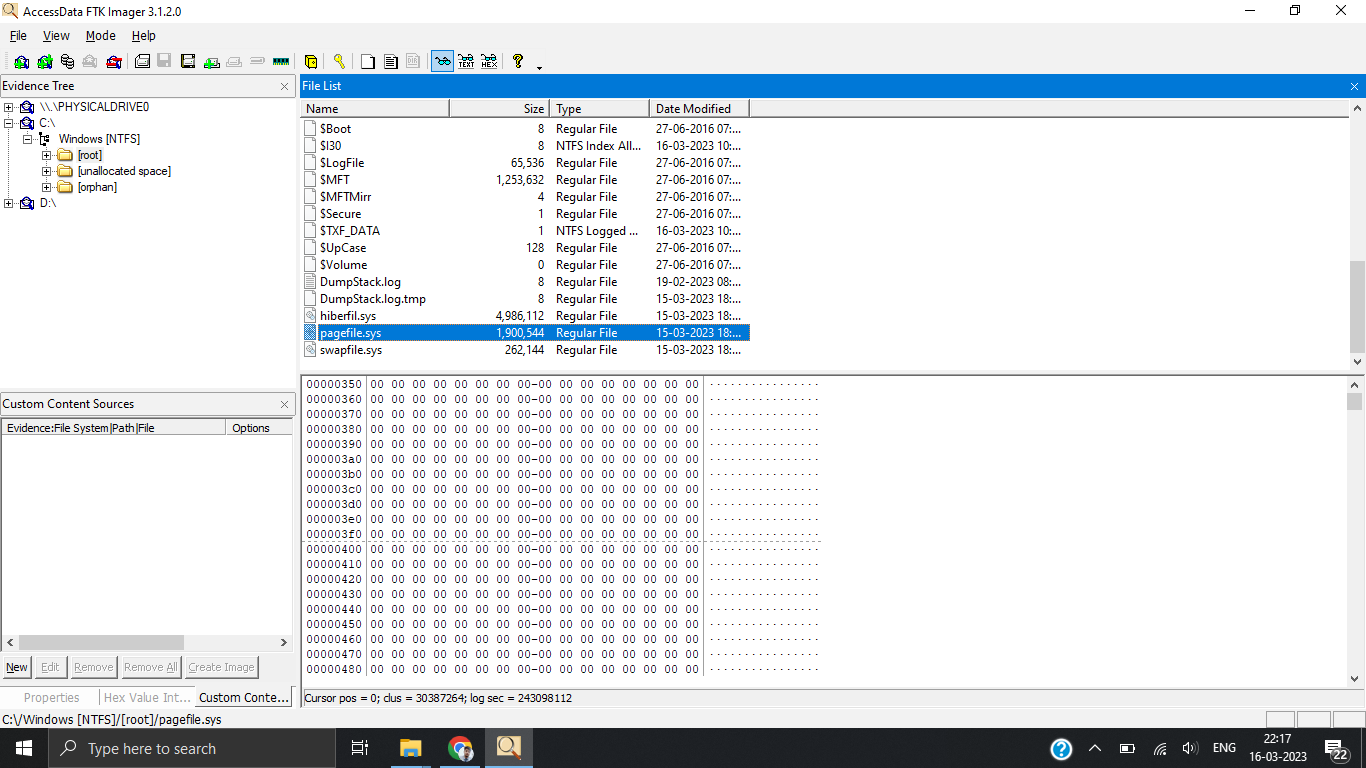 AccessData FTK Imager 3.1.2.0
File View Mode Help
TEXT HEX
Evidence Tree
\\.\PHYSICALDRIVE0
C:\
Windows [NTFS]
[root]
[unallocated space]
[orphan]
D:\
File List
Name Size Type Date Modified
$Boot 8 Regular File 27-06-2016 07:...
$I30 8 NTFS Index All... 16-03-2023 10:...
$LogFile 65,536 Regular File 27-06-2016 07:...
$MFT 1,253,632 Regular File 27-06-2016 07:...
$MFTMirr 4 Regular File 27-06-2016 07:...
$Secure 1 Regular File 27-06-2016 07:...
$TXF_DATA 1 NTFS Logged ... 16-03-2023 10:...
$UpCase 128 Regular File 27-06-2016 07:...
$Volume 0 Regular File 27-06-2016 07:...
DumpStack.log 8 Regular File 19-02-2023 08:...
DumpStack.log.tmp 8 Regular File 15-03-2023 18:...
hiberfil.sys 4,986,112 Regular File 15-03-2023 18:...
pagefile.sys 1,900,544 Regular File 15-03-2023 18:...
swapfile.sys 262,144 Regular File 15-03-2023 18:...
Custom Content Sources
Evidence:File System|Path|File Options
New Edit Remove Remove All Create Image
Properties Hex Value Int... Custom Conte...
00000350 00 00 00 00 00 00 00 00-00 00 00 00 00 00 00 00 ................
00000360 00 00 00 00 00 00 00 00-00 00 00 00 00 00 00 00 ................
00000370 00 00 00 00 00 00 00 00-00 00 00 00 00 00 00 00 ................
00000380 00 00 00 00 00 00 00 00-00 00 00 00 00 00 00 00 ................
00000390 00 00 00 00 00 00 00 00-00 00 00 00 00 00 00 00 ................
000003a0 00 00 00 00 00 00 00 00-00 00 00 00 00 00 00 00 ................
000003b0 00 00 00 00 00 00 00 00-00 00 00 00 00 00 00 00 ................
000003c0 00 00 00 00 00 00 00 00-00 00 00 00 00 00 00 00 ................
000003d0 00 00 00 00 00 00 00 00-00 00 00 00 00 00 00 00 ................
000003e0 00 00 00 00 00 00 00 00-00 00 00 00 00 00 00 00 ................
000003f0 00 00 00 00 00 00 00 00-00 00 00 00 00 00 00 00 ................
00000400 00 00 00 00 00 00 00 00-00 00 00 00 00 00 00 00 ................
00000410 00 00 00 00 00 00 00 00-00 00 00 00 00 00 00 00 ................
00000420 00 00 00 00 00 00 00 00-00 00 00 00 00 00 00 00 ................
00000430 00 00 00 00 00 00 00 00-00 00 00 00 00 00 00 00 ................
00000440 00 00 00 00 00 00 00 00-00 00 00 00 00 00 00 00 ................
00000450 00 00 00 00 00 00 00 00-00 00 00 00 00 00 00 00 ................
00000460 00 00 00 00 00 00 00 00-00 00 00 00 00 00 00 00 ................
00000470 00 00 00 00 00 00 00 00-00 00 00 00 00 00 00 00 ................
00000480 00 00 00 00 00 00 00 00-00 00 00 00 00 00 00 00 ................
Cursor pos = 0; clus = 30387264; log sec = 243098112
C:\/Windows [NTFS]/[root]/pagefile.sys
Type here to search
ENG
22:17
16-03-2023
22